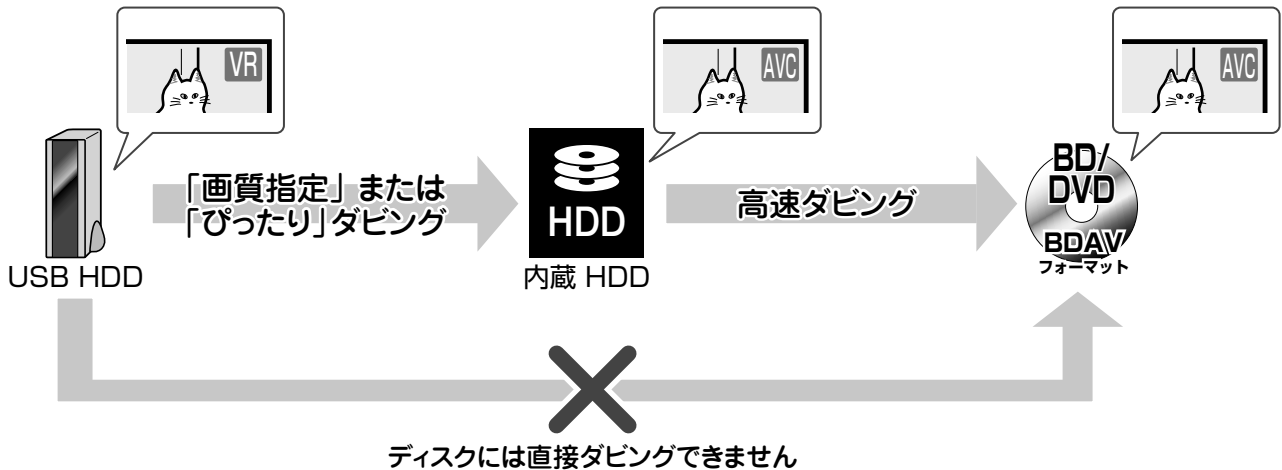 VR
AVC
AVC
「画質指定」または
「ぴったり」ダビング
高速ダビング
HDD
BD/
DVD
BDAV
フォーマット
USB HDD
内蔵 HDD
ディスクには直接ダビングできません